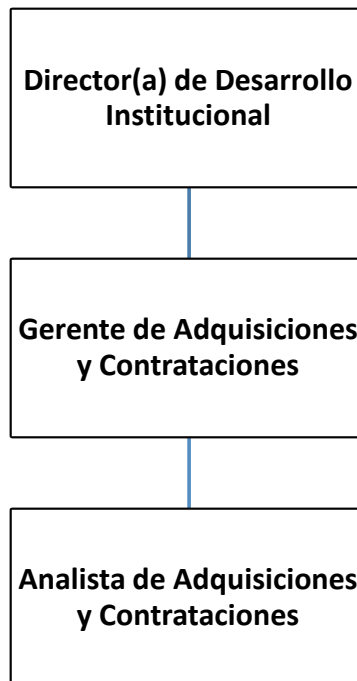 Director(a) de Desarrollo
Institucional
Gerente de Adquisiciones
y Contrataciones
Analista de Adquisiciones
y Contrataciones